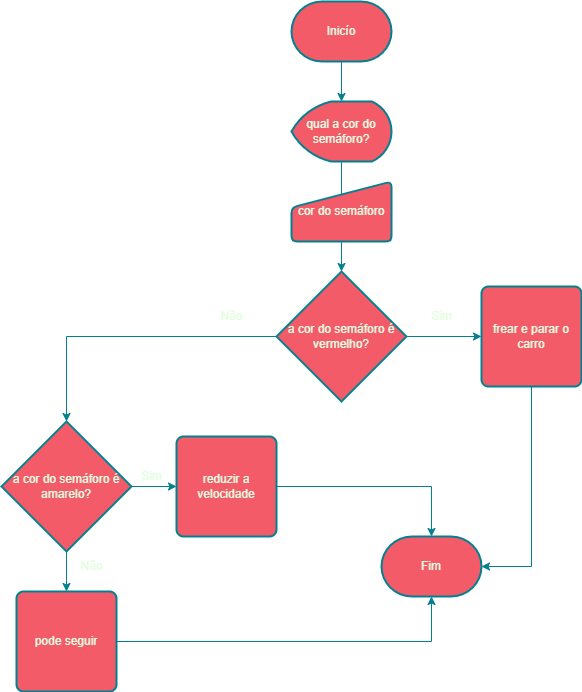 Inicío
qual a cor do
semáforo?
cor do semáforo
a cor do semáforo é
vermelho?
Não
Sim
frear e parar o
carro
a cor do semáforo é
amarelo?
Sim
reduzir a
velocidade
Não
Fim
pode seguir